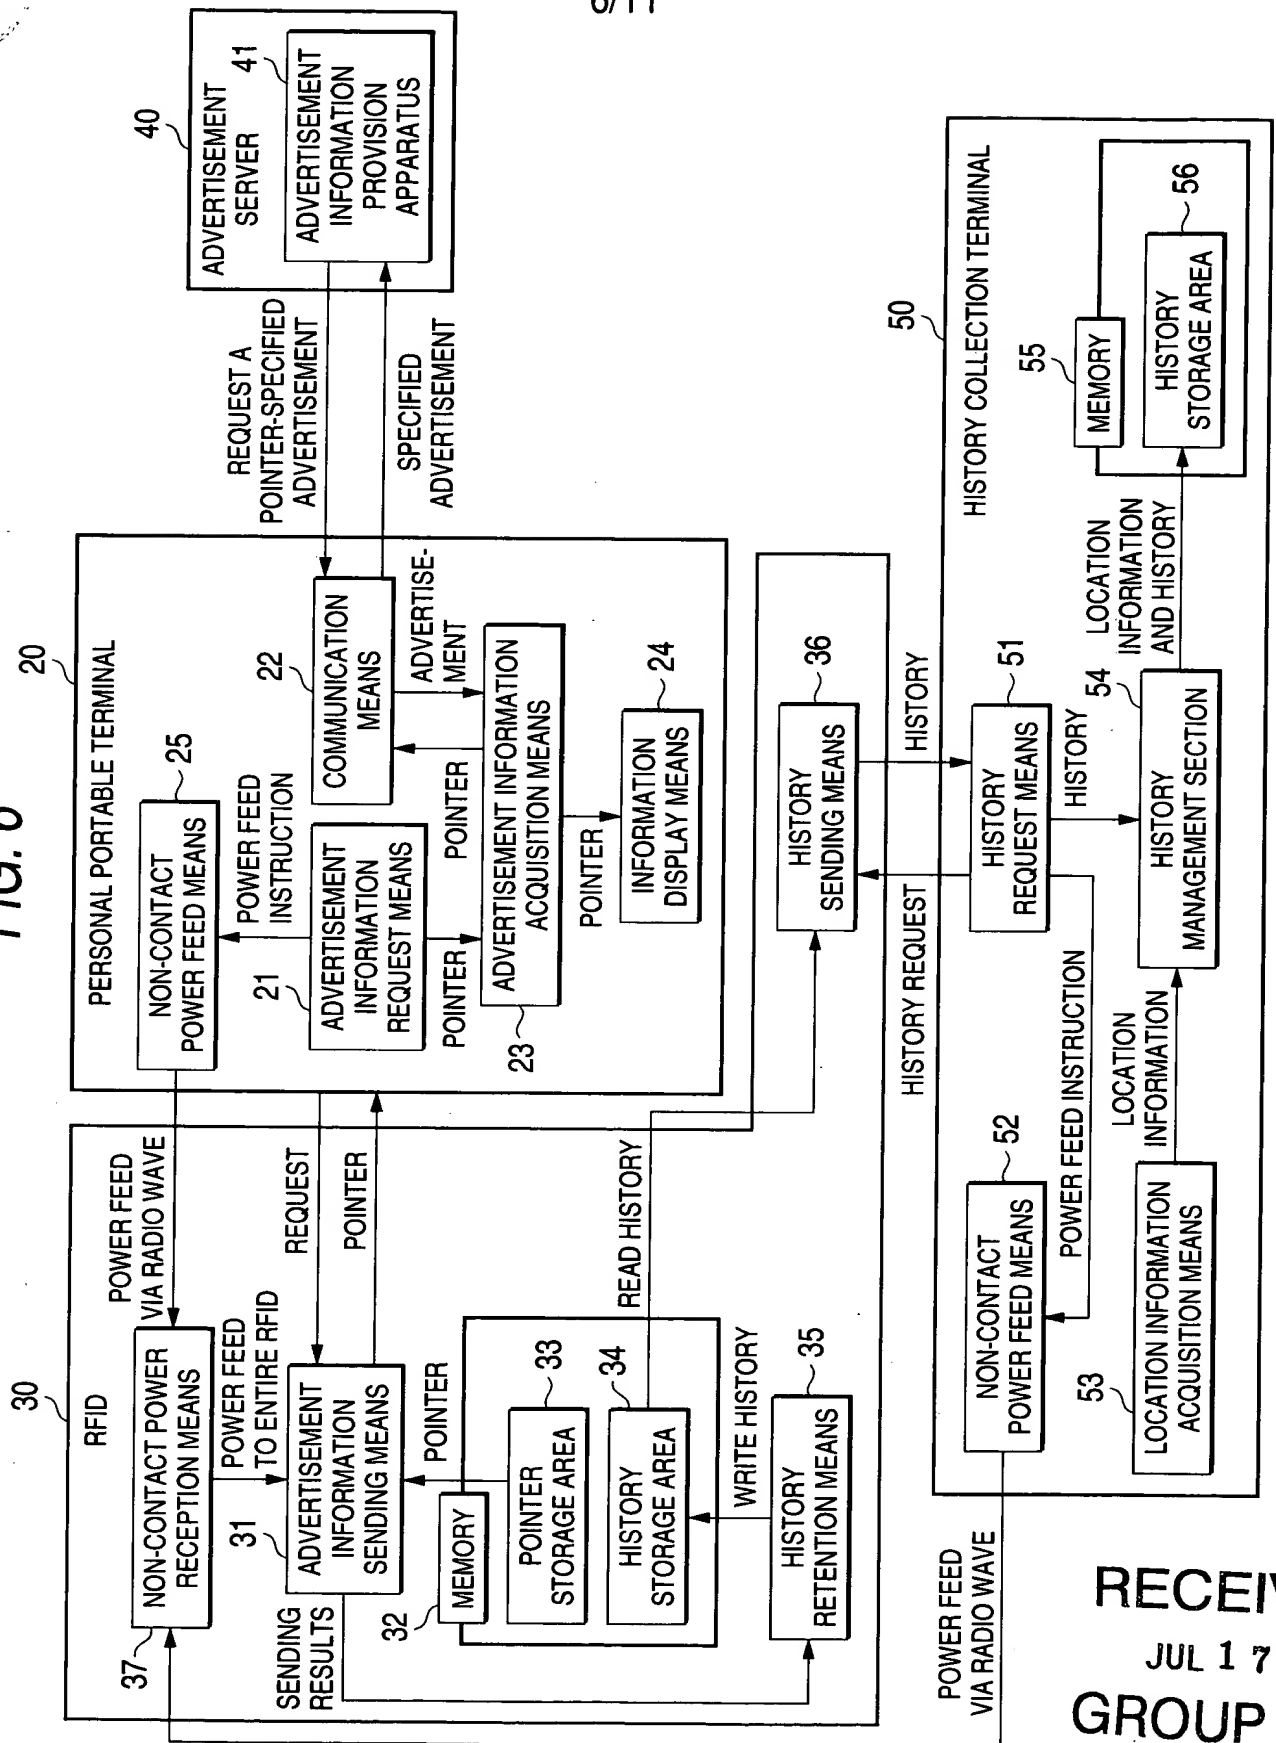 6/11
FIG. 6
30
RFID
37
NON-CONTACT POWER
RECEPTION MEANS
POWER FEED
VIA RADIO WAVE
POWER FEED
TO ENTIRE RFID
31
ADVERTISEMENT
INFORMATION
SENDING MEANS
SENDING
RESULTS
REQUEST
POINTER
POINTER
32
MEMORY
33
POINTER
STORAGE AREA
34
HISTORY
STORAGE AREA
READ HISTORY
WRITE HISTORY
35
HISTORY
RETENTION MEANS
36
HISTORY
SENDING MEANS
20
PERSONAL PORTABLE TERMINAL
25
NON-CONTACT
POWER FEED MEANS
POWER FEED
INSTRUCTION
21
ADVERTISEMENT
INFORMATION
REQUEST MEANS
22
COMMUNICATION
MEANS
ADVERTISE-
MENT
POINTER
POINTER
23
ADVERTISEMENT INFORMATION
ACQUISITION MEANS
POINTER
24
INFORMATION
DISPLAY MEANS
REQUEST A
POINTER-SPECIFIED
ADVERTISEMENT
SPECIFIED
ADVERTISEMENT
40
ADVERTISEMENT
SERVER
41
ADVERTISEMENT
INFORMATION
PROVISION
APPARATUS
HISTORY REQUEST
HISTORY
50
HISTORY COLLECTION TERMINAL
POWER FEED
VIA RADIO WAVE
52
NON-CONTACT
POWER FEED MEANS
POWER FEED INSTRUCTION
51
HISTORY
REQUEST MEANS
HISTORY
53
LOCATION INFORMATION
ACQUISITION MEANS
LOCATION
INFORMATION
54
HISTORY
MANAGEMENT SECTION
LOCATION
INFORMATION
AND HISTORY
55
MEMORY
56
HISTORY
STORAGE AREA
JUL 17
GROUP